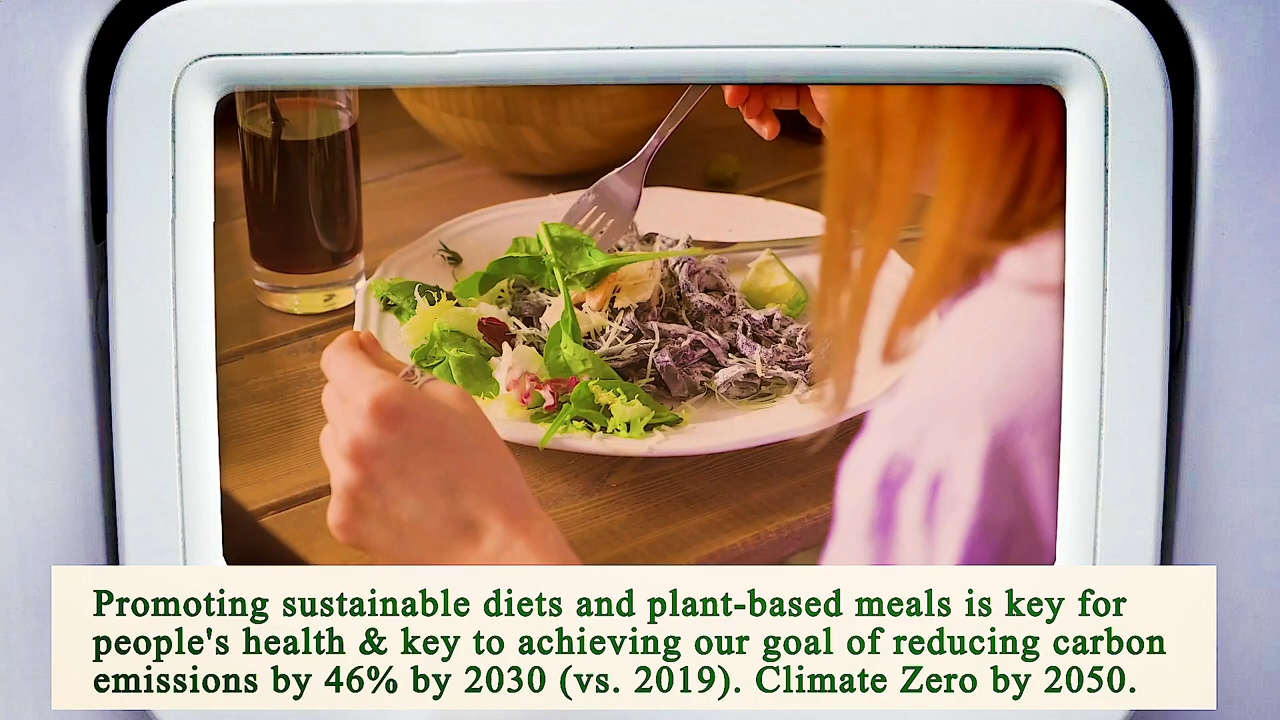 Promoting sustainable diets and plant-based meals is key for
people's health & key to achieving our goal of reducing carbon
emissions by 46% by 2030 (vs. 2019). Climate Zero by 2050.